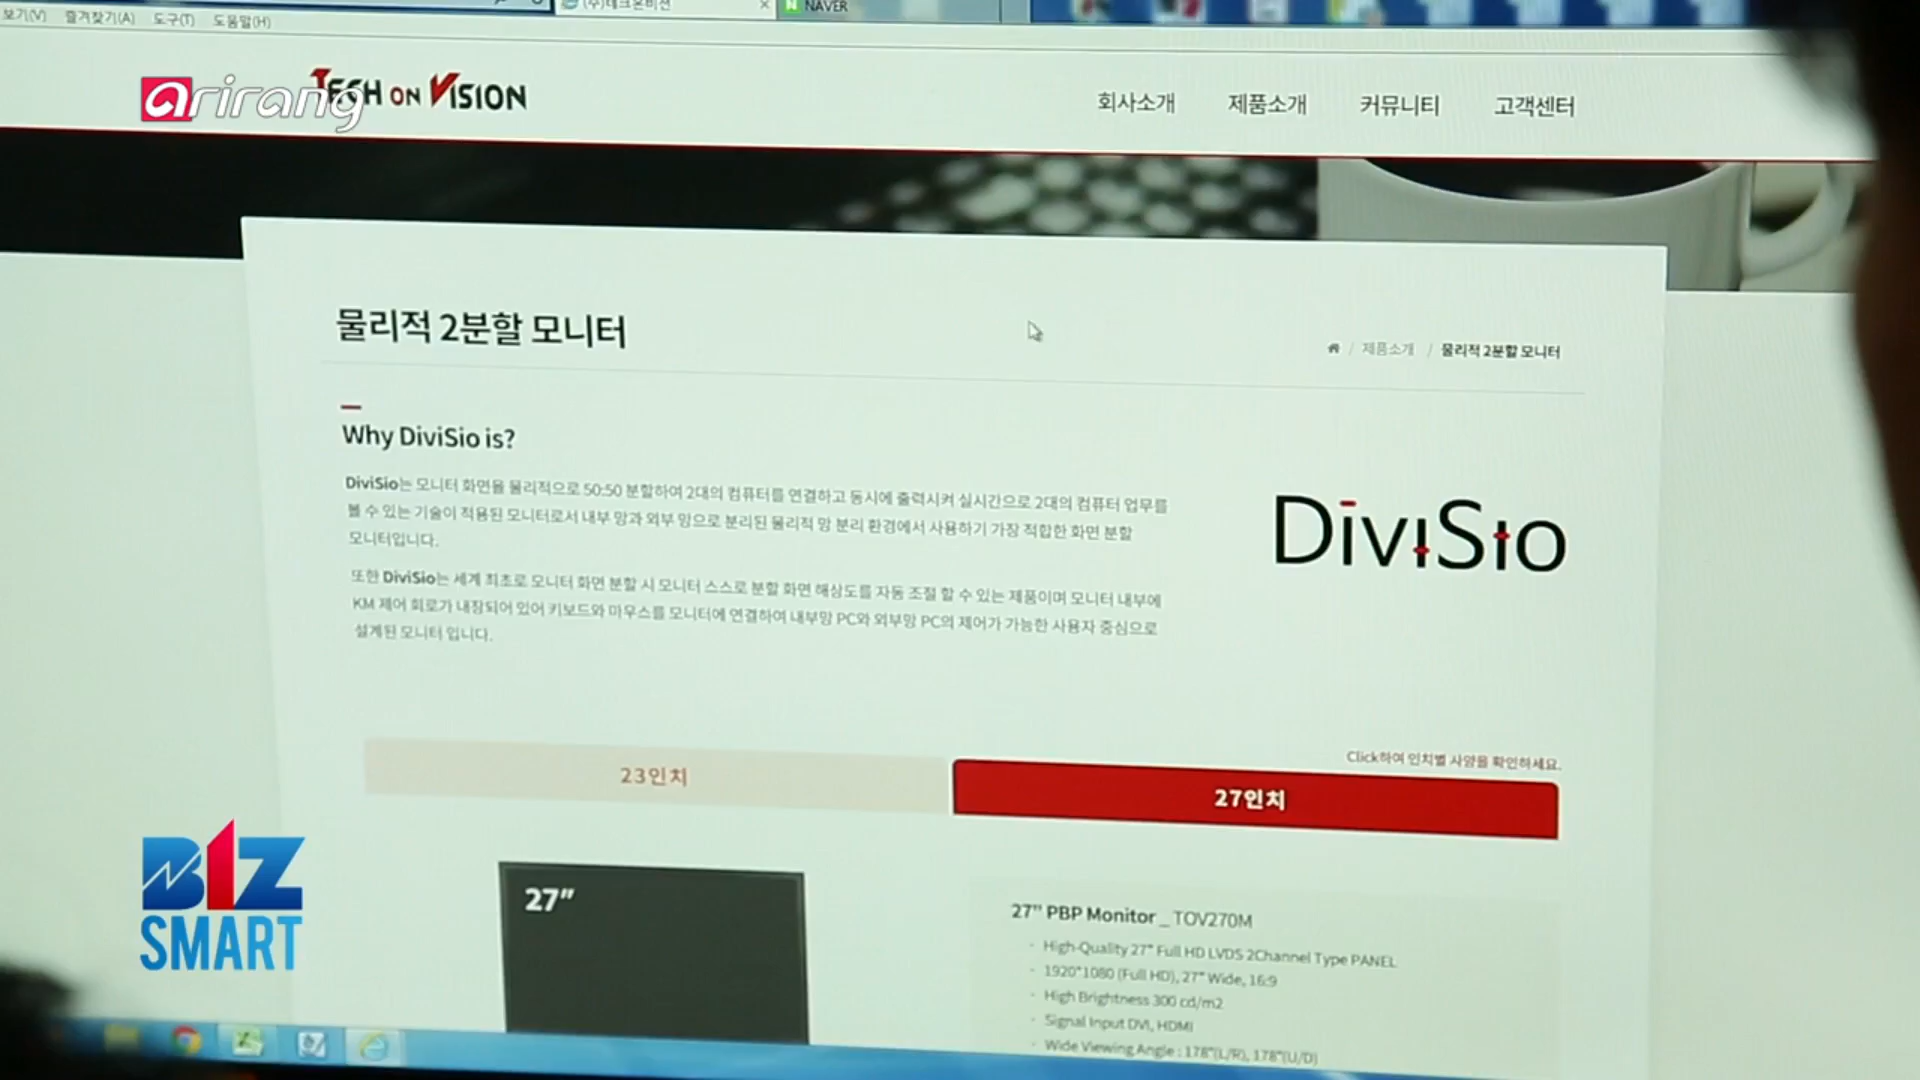 보기(V) 즐겨찾기(A) 도구(T) 도움말(H)
(주)테크온비젼
NAVER
arirang
TECH ON VISION
회사소개 제품소개 커뮤니티 고객센터
물리적 2분할 모니터
/ 제품소개 / 물리적 2분할 모니터
Why DiviSio is?
DiviSio는 모니터 화면을 물리적으로 50:50 분할하여 2대의 컴퓨터를 연결하고 동시에 출력시켜 실시간으로 2대의 컴퓨터 업무를
볼 수 있는 기술이 적용된 모니터로서 내부 망과 외부 망으로 분리된 물리적 망 분리 환경에서 사용하기 가장 적합한 화면 분할
모니터입니다.
DiviSio
또한 DiviSio는 세계 최초로 모니터 화면 분할 시 모니터 스스로 분할 화면 해상도를 자동 조절 할 수 있는 제품이며 모니터 내부에
KM 제어 회로가 내장되어 있어 키보드와 마우스를 모니터에 연결하여 내부망 PC와 외부망 PC의 제어가 가능한 사용자 중심으로
설계된 모니터 입니다.
Click하여 인치별 사양을 확인하세요.
23인치
27인치
27"
27" PBP Monitor _ TOV270M
· High-Quality 27" Full HD LVDS 2Channel Type PANEL
· 1920*1080 (Full HD), 27" Wide, 16:9
· High Brightness 300 cd/m2
· Signal Input DVI, HDMI
· Wide Viewing Angle : 178°(L/R), 178°(U/D)
BIZ
SMART